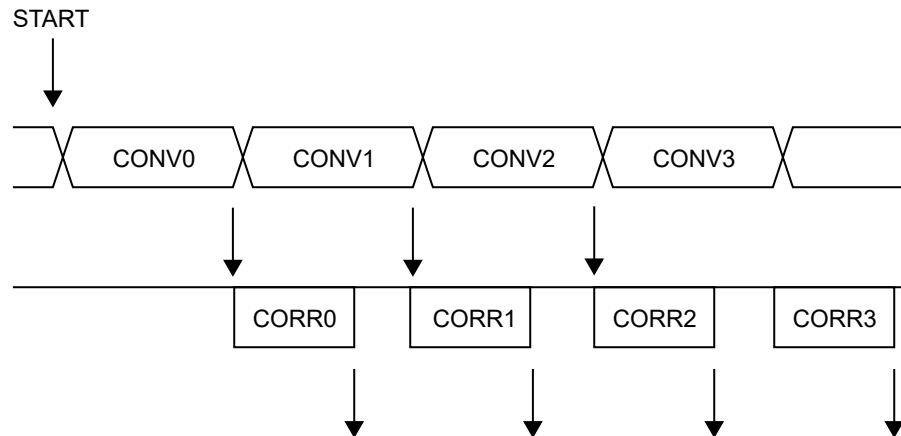 START
CONV0 CONV1 CONV2 CONV3
CORR0 CORR1 CORR2 CORR3